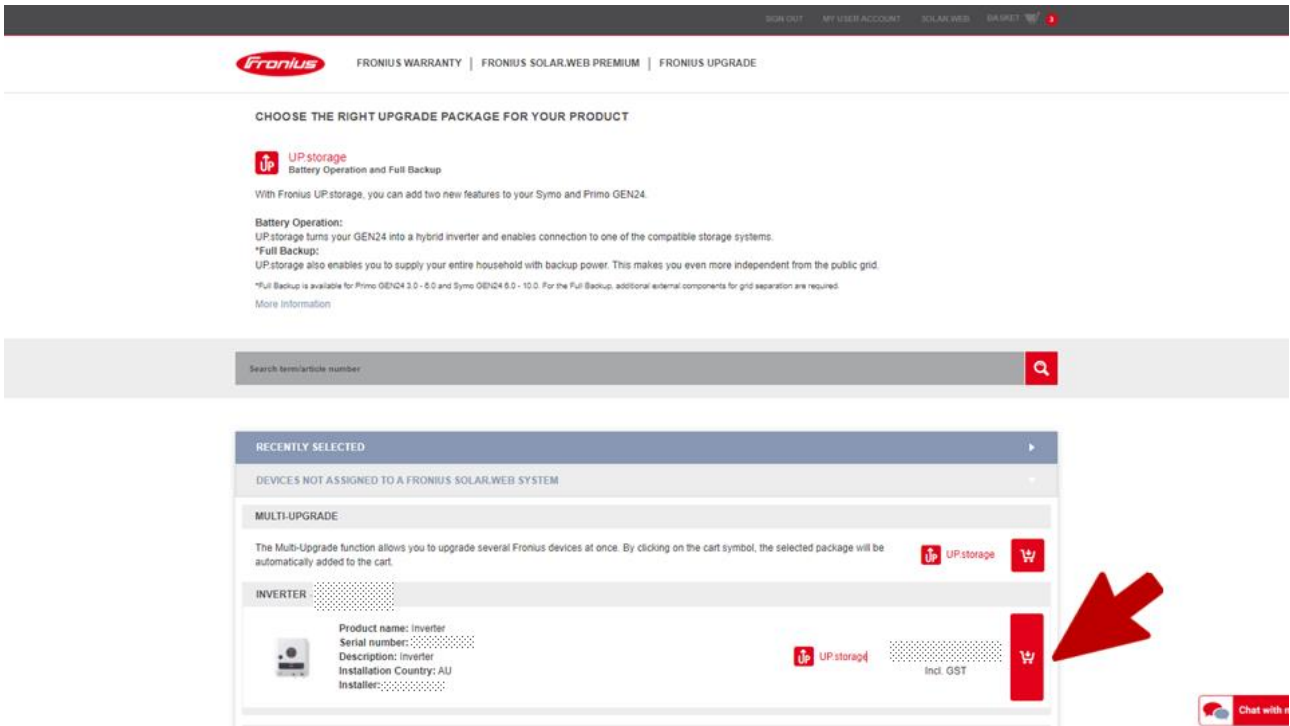 SIGN OUT MY USER ACCOUNT SOLAR.WEB BASKET 3
Fronius FRONIUS WARRANTY | FRONIUS SOLAR.WEB PREMIUM | FRONIUS UPGRADE
CHOOSE THE RIGHT UPGRADE PACKAGE FOR YOUR PRODUCT
UP UP.storage
Battery Operation and Full Backup
With Fronius UP.storage, you can add two new features to your Symo and Primo GEN24.
Battery Operation:
UP.storage turns your GEN24 into a hybrid inverter and enables connection to one of the compatible storage systems.
*Full Backup:
UP.storage also enables you to supply your entire household with backup power. This makes you even more independent from the public grid.
*Full Backup is available for Primo GEN24 3.0 - 6.0 and Symo GEN24 6.0 - 10.0. For the Full Backup, additional external components for grid separation are required.
More Information
Search term/article number
RECENTLY SELECTED
DEVICES NOT ASSIGNED TO A FRONIUS SOLAR.WEB SYSTEM
MULTI-UPGRADE
The Multi-Upgrade function allows you to upgrade several Fronius devices at once. By clicking on the cart symbol, the selected package will be
automatically added to the cart.
UP UP.storage
INVERTER -
Product name: Inverter
Serial number:
Description: Inverter
Installation Country: AU
Installer:
UP UP.storage
Incl. GST
Chat with